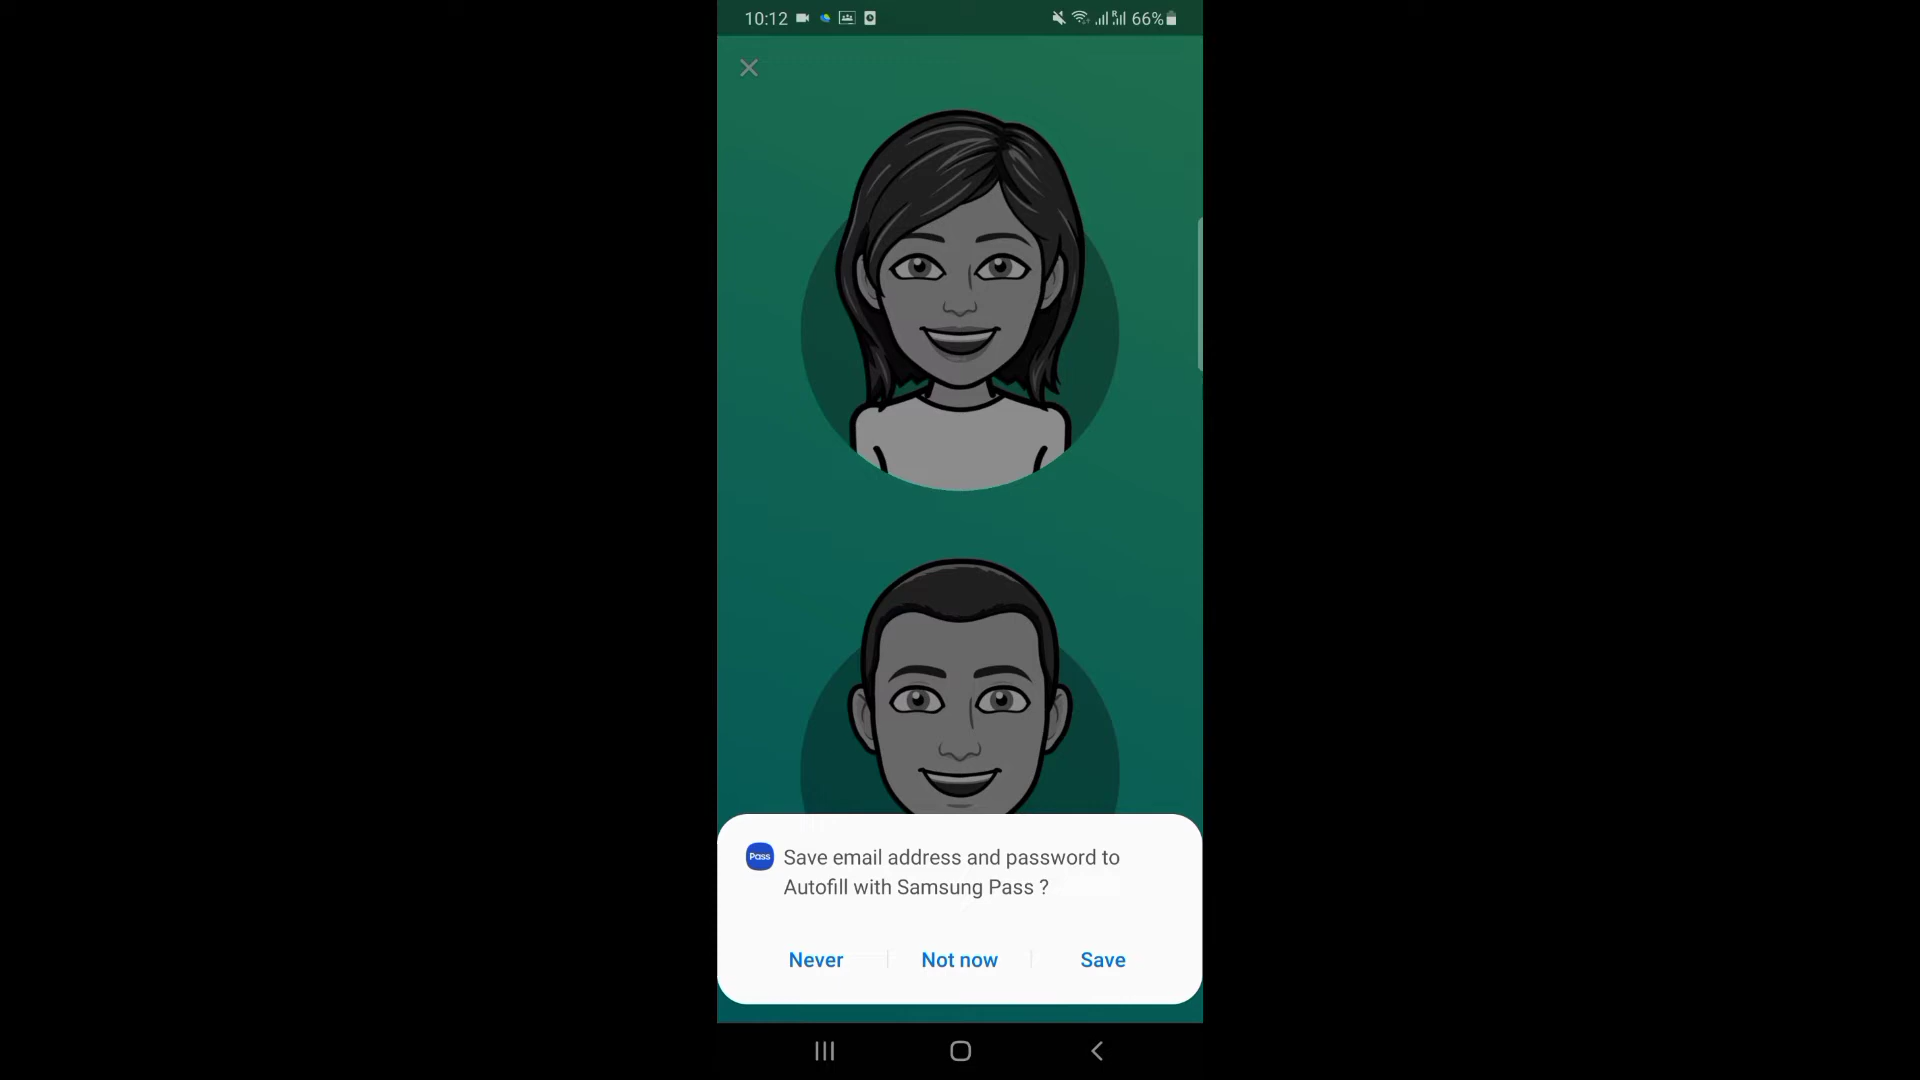 10:12
66%
Pass
Save email address and password to
Autofill with Samsung Pass ?
Never
Not now
Save